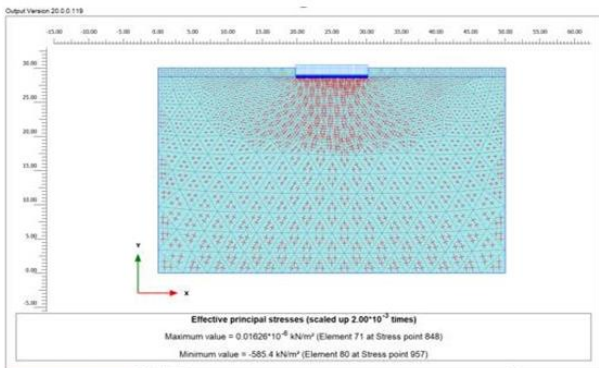 Output Version 20.0.0.119
-15.00 -10.00 -5.00 0.00 5.00 10.00 15.00 20.00 25.00 30.00 35.00 40.00 45.00 50.00 55.00 60.00
30.00
25.00
20.00
15.00
10.00
5.00
0.00
-5.00
Y
X
Effective principal stresses (scaled up 2.00*10⁻³ times)
Maximum value = 0.01626*10⁻⁶ kN/m² (Element 71 at Stress point 848)
Minimum value = -585.4 kN/m² (Element 80 at Stress point 957)